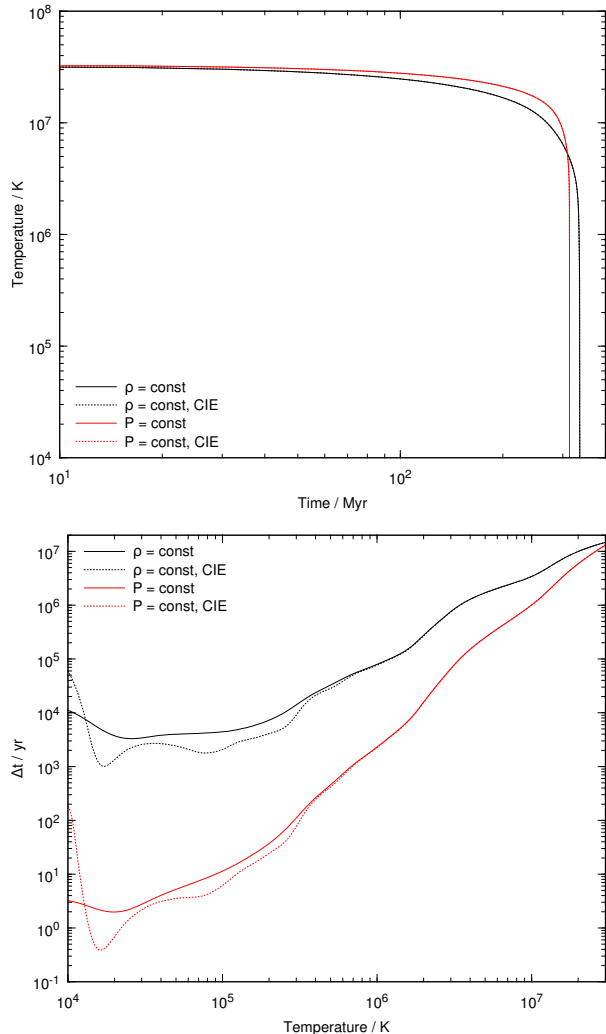 10^8
10^7
10^6
10^5
10^4
Temperature / K
ρ = const
ρ = const, CIE
P = const
P = const, CIE
10^1
10^2
Time / Myr
10^7
10^6
10^5
10^4
10^3
10^2
10^1
10^0
10^-1
Δt / yr
ρ = const
ρ = const, CIE
P = const
P = const, CIE
10^4
10^5
10^6
10^7
Temperature / K